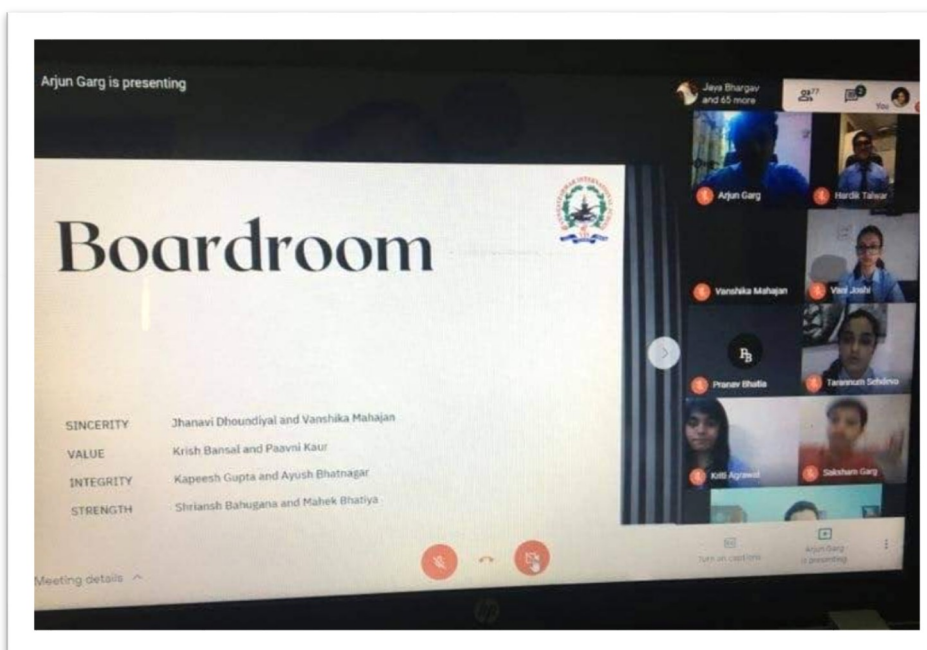 Arjun Garg is presenting
Jaya Bhargav
and 65 more
77
You
Boardroom
SINCERITY Jhanavi Dhoundiyal and Vanshika Mahajan
VALUE Krish Bansal and Paavni Kaur
INTEGRITY Kapeesh Gupta and Ayush Bhatnagar
STRENGTH Shriansh Bahugana and Mahek Bhatiya
Arjun Garg
Hardik Talwar
Vanshika Mahajan
Vani Joshi
PB
Pranav Bhatia
Tarannum
Kriti Agrawal
Saksham Garg
Meeting details
Turn on captions
Arjun Garg
is presenting
hp